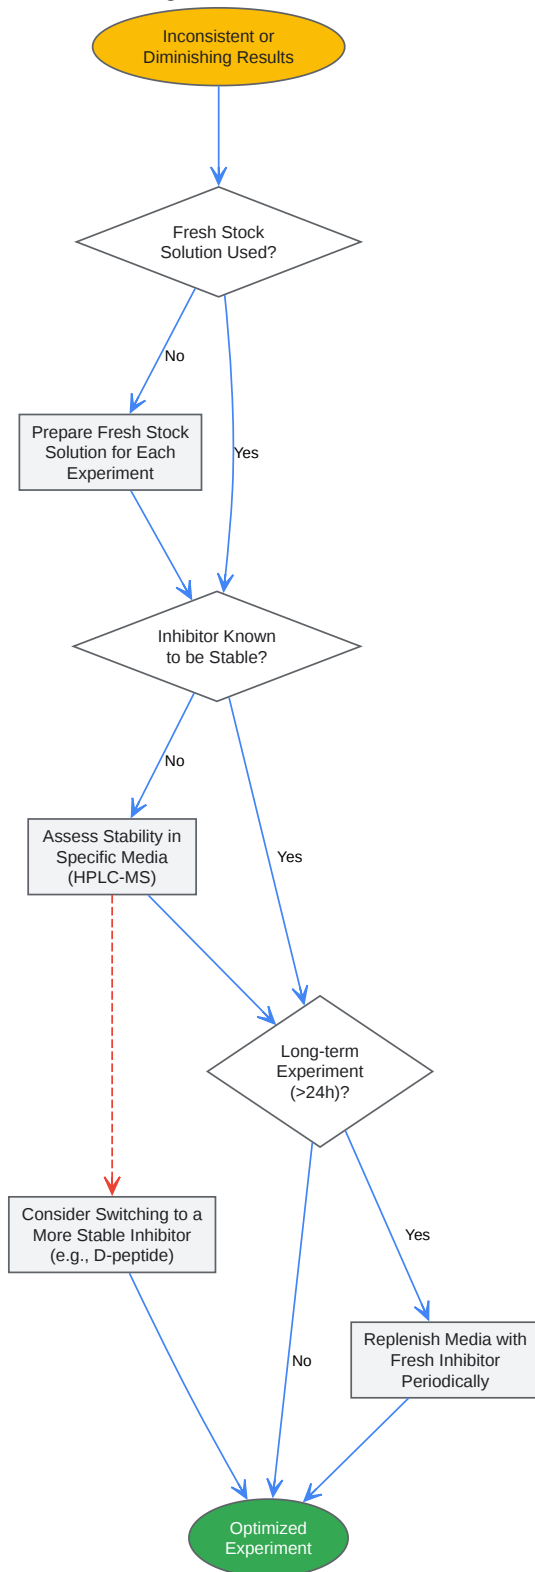 Inconsistent or
Diminishing Results
Fresh Stock
Solution Used?
No
Yes
Prepare Fresh Stock
Solution for Each
Experiment
Inhibitor Known
to be Stable?
No
Yes
Assess Stability in
Specific Media
(HPLC-MS)
Long-term
Experiment
(>24h)?
Consider Switching to a
More Stable Inhibitor
(e.g., D-peptide)
Yes
No
Replenish Media with
Fresh Inhibitor
Periodically
Optimized
Experiment